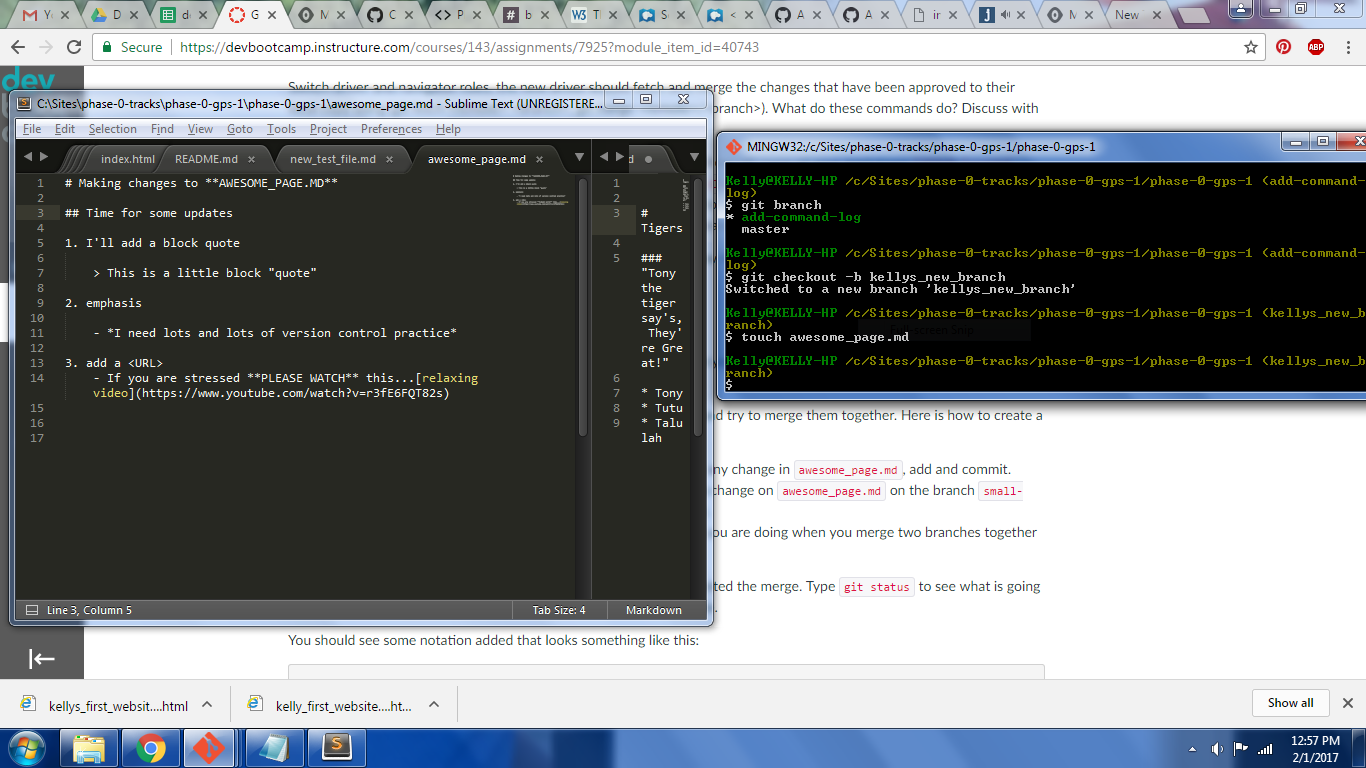 Yo
D
de
G
M
C
P
b
Tl
Se
<
A
A
in
J
M
New
Secure https://devbootcamp.instructure.com/courses/143/assignments/7925?module_item_id=40743
ABP
dev
Switch driver and navigator roles, the new driver should fetch and merge the changes that have been approved to their
branch>). What do these commands do? Discuss with
C:\Sites\phase-0-tracks\phase-0-gps-1\phase-0-gps-1\awesome_page.md - Sublime Text (UNREGISTERE...
File Edit Selection Find View Goto Tools Project Preferences Help
index.html README.md new_test_file.md awesome_page.md d
1 # Making changes to **AWESOME_PAGE.MD**
2
3 ## Time for some updates
4
5 1. I'll add a block quote
6
7 > This is a little block "quote"
8
9 2. emphasis
10
11 - *I need lots and lots of version control practice*
12
13 3. add a <URL>
14 - If you are stressed **PLEASE WATCH** this...[relaxing
video](https://www.youtube.com/watch?v=r3fE6FQT82s)
15
16
17
1
2
3 #
Tigers
4
5 ###
"Tony
the
tiger
say's,
They'
re Gre
at!"
6
7 * Tony
8 * Tutu
9 * Talu
lah
Line 3, Column 5 Tab Size: 4 Markdown
MINGW32:/c/Sites/phase-0-tracks/phase-0-gps-1/phase-0-gps-1
Kelly@KELLY-HP /c/Sites/phase-0-tracks/phase-0-gps-1/phase-0-gps-1 (add-command-
log)
$ git branch
* add-command-log
master
Kelly@KELLY-HP /c/Sites/phase-0-tracks/phase-0-gps-1/phase-0-gps-1 (add-command-
log)
$ git checkout -b kellys_new_branch
Switched to a new branch 'kellys_new_branch'
Kelly@KELLY-HP /c/Sites/phase-0-tracks/phase-0-gps-1/phase-0-gps-1 (kellys_new_b
ranch)
$ touch awesome_page.md
Kelly@KELLY-HP /c/Sites/phase-0-tracks/phase-0-gps-1/phase-0-gps-1 (kellys_new_b
ranch)
$
nd try to merge them together. Here is how to create a
ny change in awesome_page.md, add and commit.
change on awesome_page.md on the branch small-
ou are doing when you merge two branches together
ted the merge. Type git status to see what is going
You should see some notation added that looks something like this:
kellys_first_websit....html
kelly_first_website....ht...
Show all
12:57 PM
2/1/2017